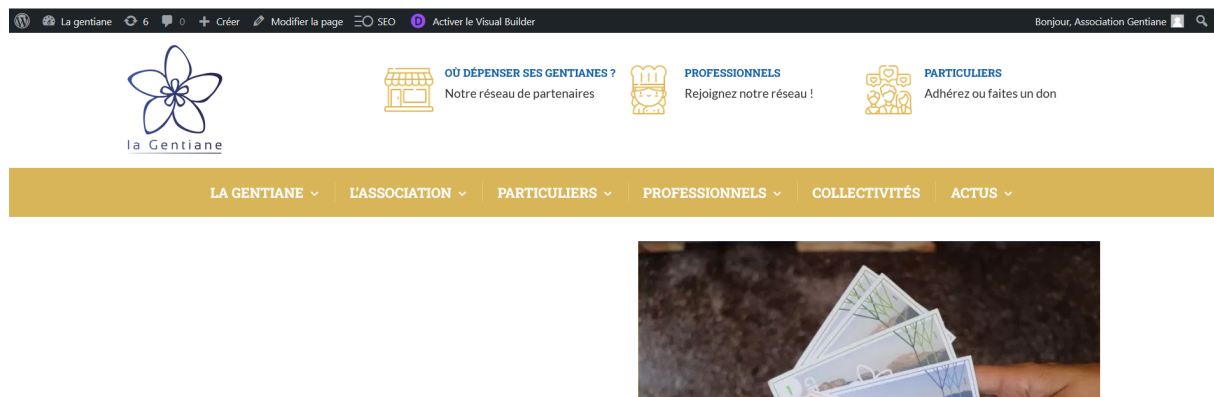 La gentiane 6 0 Créer Modifier la page SEO D Activer le Visual Builder Bonjour, Association Gentiane
OÙ DÉPENSER SES GENTIANES ?
Notre réseau de partenaires
PROFESSIONNELS
Rejoignez notre réseau !
PARTICULIERS
Adhérez ou faites un don
la Gentiane
LA GENTIANE L'ASSOCIATION PARTICULIERS PROFESSIONNELS COLLECTIVITÉS ACTUS